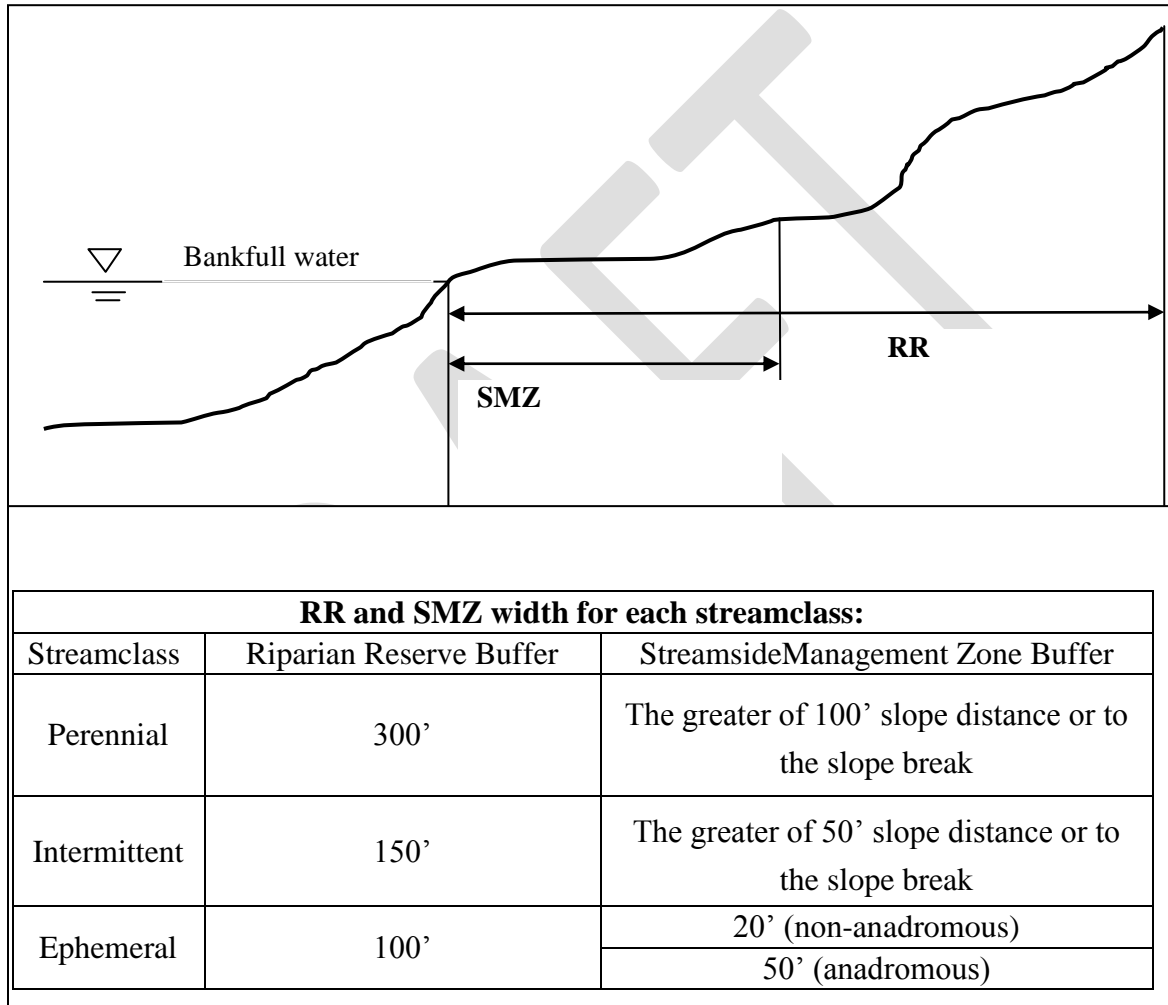 Bankfull water
RR
SMZ
RR and SMZ width for each streamclass:
Streamclass Riparian Reserve Buffer StreamsideManagement Zone Buffer
Perennial 300’ The greater of 100’ slope distance or to
the slope break
Intermittent 150’ The greater of 50’ slope distance or to
the slope break
Ephemeral 100’ 20’ (non-anadromous)
50’ (anadromous)